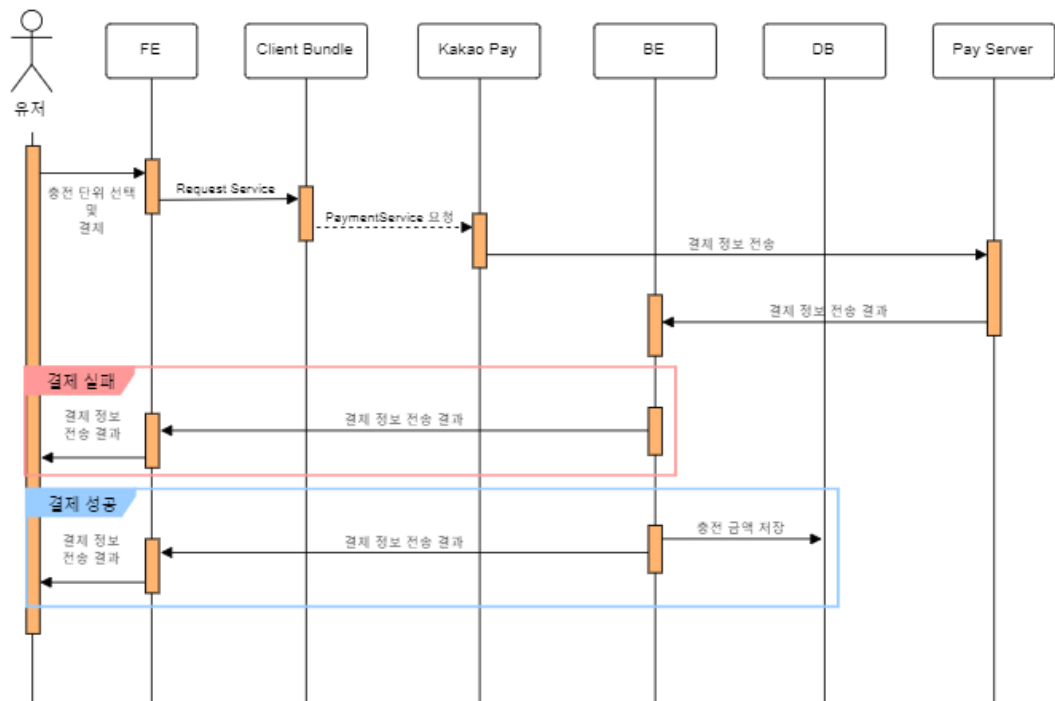 FE
Client Bundle
Kakao Pay
BE
DB
Pay Server
유저
충전 단위 선택
및
결제
Request Service
PaymentService 요청
결제 정보 전송
결제 정보 전송 결과
결제 실패
결제 정보
전송 결과
결제 정보 전송 결과
결제 성공
결제 정보
전송 결과
결제 정보 전송 결과
충전 금액 저장